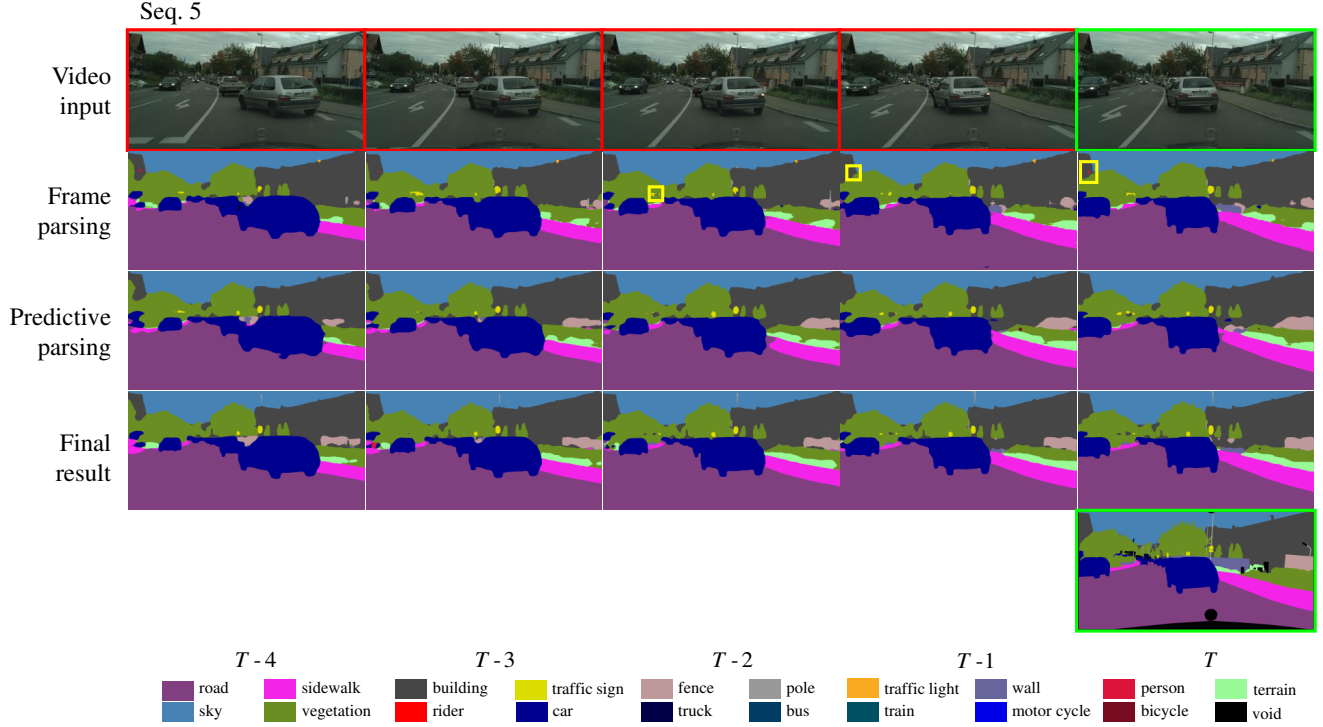 Seq. 5
Video
input
Frame
parsing
Predictive
parsing
Final
result
T - 4 T - 3 T - 2 T -1 T
road sidewalk building traffic sign fence pole traffic light wall person terrain
sky vegetation rider car truck bus train motor cycle bicycle void